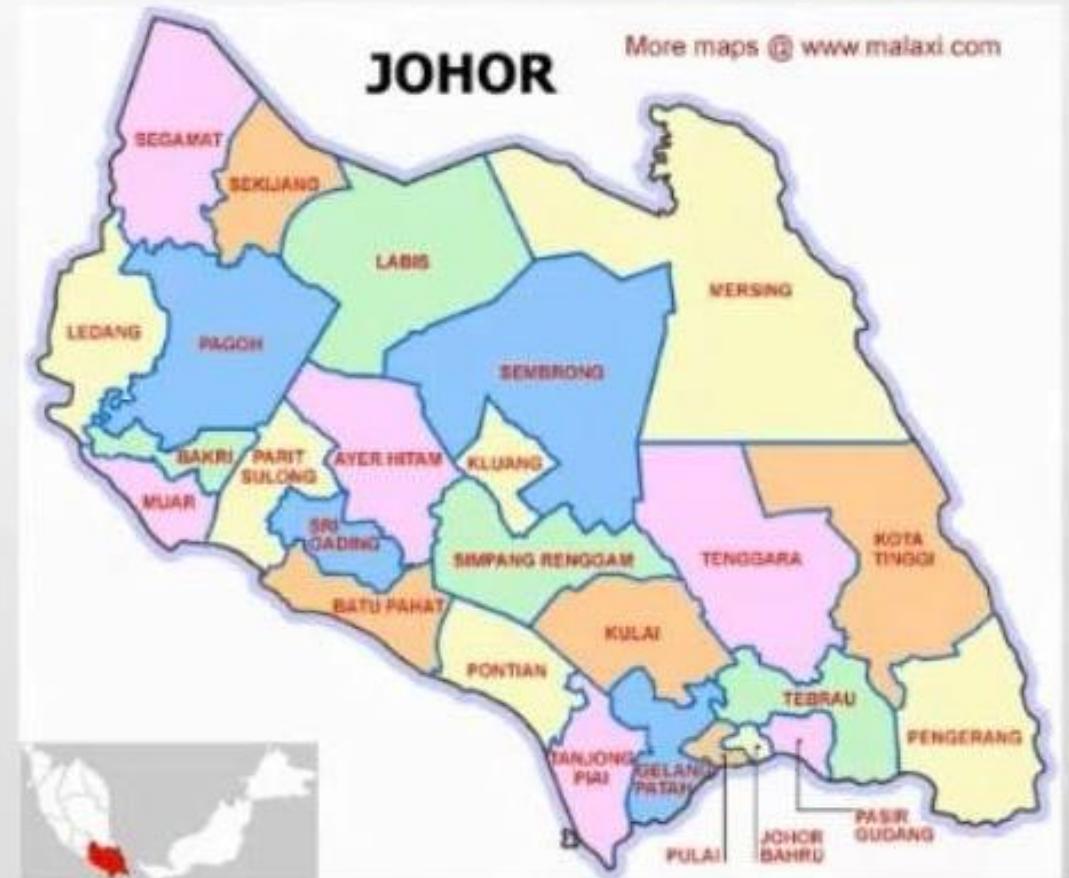 JOHOR
More maps @ www.malaxi.com
SEGAMAT
SEKIJANG
LABIS
MERSING
LEDANG
PAGOH
SEMBRONG
BAKRI
PARIT
SULONG
AYER HITAM
KLUANG
MUAR
SRI
GADING
SIMPANG RENGGAM
TENGGARA
KOTA
TINGGI
BATU PAHAT
KULAI
PONTIAN
TEBRAU
PENGERANG
TANJONG
PIAI
GELANG
PATAH
PASIR
GUDANG
JOHOR
BAHRU
PULAI